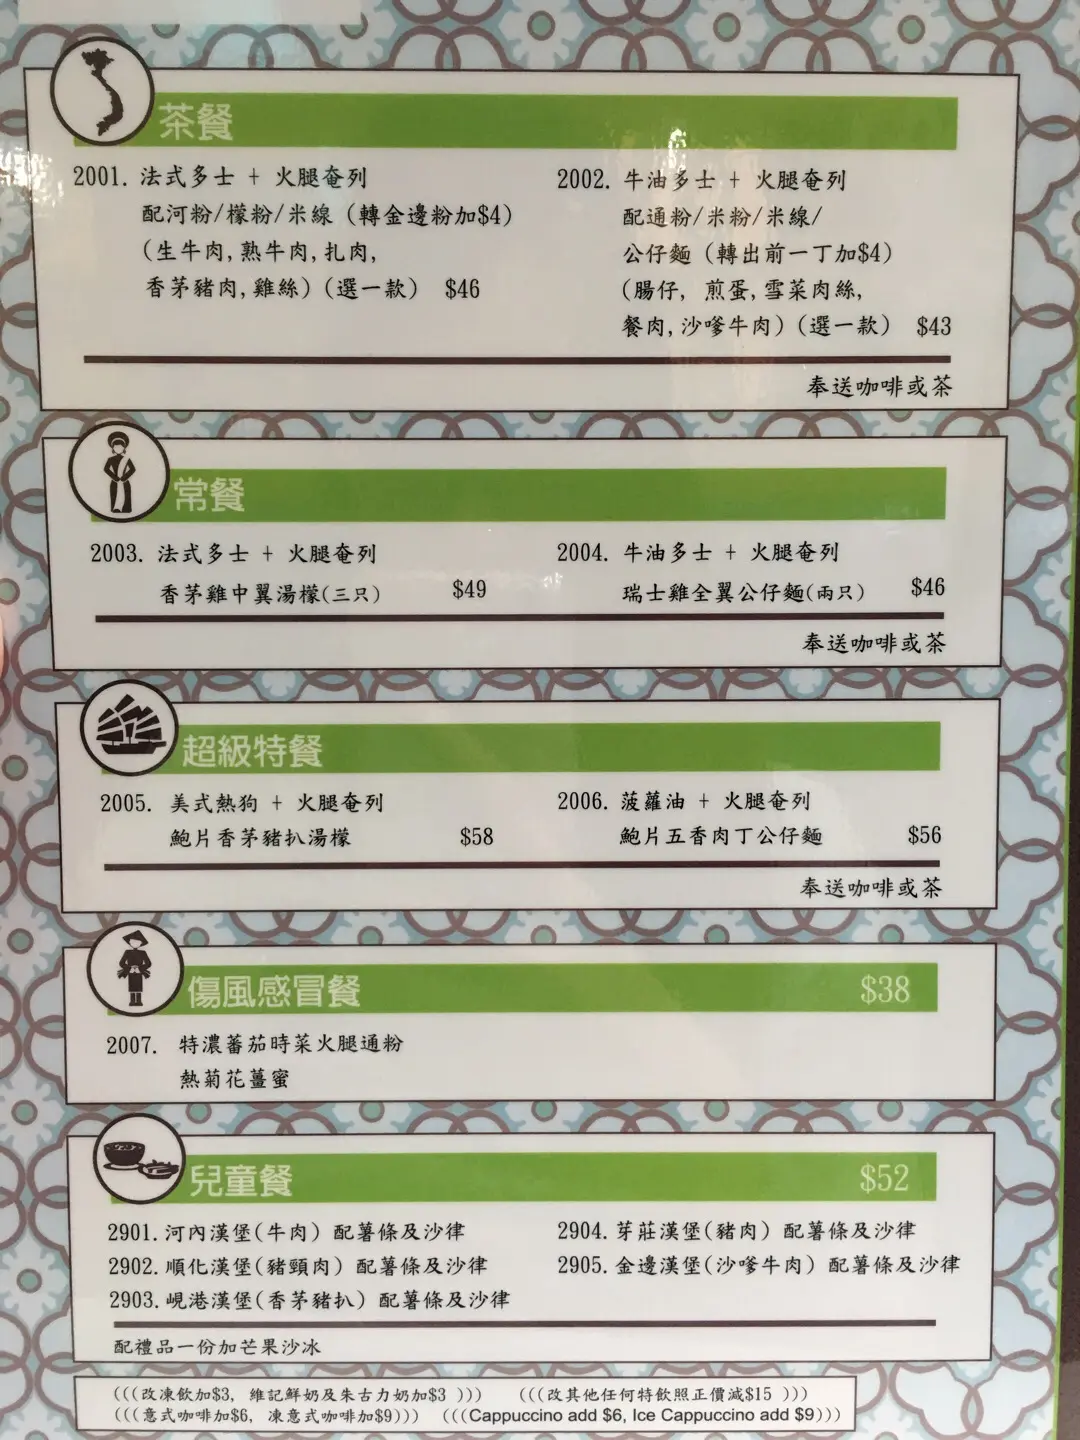 茶餐
2001. 法式多士 + 火腿奄列
配河粉/檬粉/米線 (轉金邊粉加$4)
(生牛肉, 熟牛肉, 扎肉,
香茅豬肉, 雞絲) (選一款) $46
2002. 牛油多士 + 火腿奄列
配通粉/米粉/米線/
公仔麵 (轉出前一丁加$4)
(腸仔, 煎蛋, 雪菜肉絲,
餐肉, 沙嗲牛肉) (選一款) $43
奉送咖啡或茶
常餐
2003. 法式多士 + 火腿奄列
香茅雞中翼湯檬(三只) $49
2004. 牛油多士 + 火腿奄列
瑞士雞全翼公仔麵(兩只) $46
奉送咖啡或茶
超級特餐
2005. 美式熱狗 + 火腿奄列
鮑片香茅豬扒湯檬 $58
2006. 菠蘿油 + 火腿奄列
鮑片五香肉丁公仔麵 $56
奉送咖啡或茶
傷風感冒餐 $38
2007. 特濃蕃茄時菜火腿通粉
熱菊花薑蜜
兒童餐 $52
2901. 河內漢堡(牛肉) 配薯條及沙律
2902. 順化漢堡(豬頸肉) 配薯條及沙律
2903. 峴港漢堡(香茅豬扒) 配薯條及沙律
2904. 芽莊漢堡(豬肉) 配薯條及沙律
2905. 金邊漢堡(沙嗲牛肉) 配薯條及沙律
配禮品一份加芒果沙冰
(((改凍飲加$3, 維記鮮奶及朱古力奶加$3 ))) (((改其他任何特飲照正價減$15 )))
(((意式咖啡加$6, 凍意式咖啡加$9))) (((Cappuccino add $6, Ice Cappuccino add $9)))